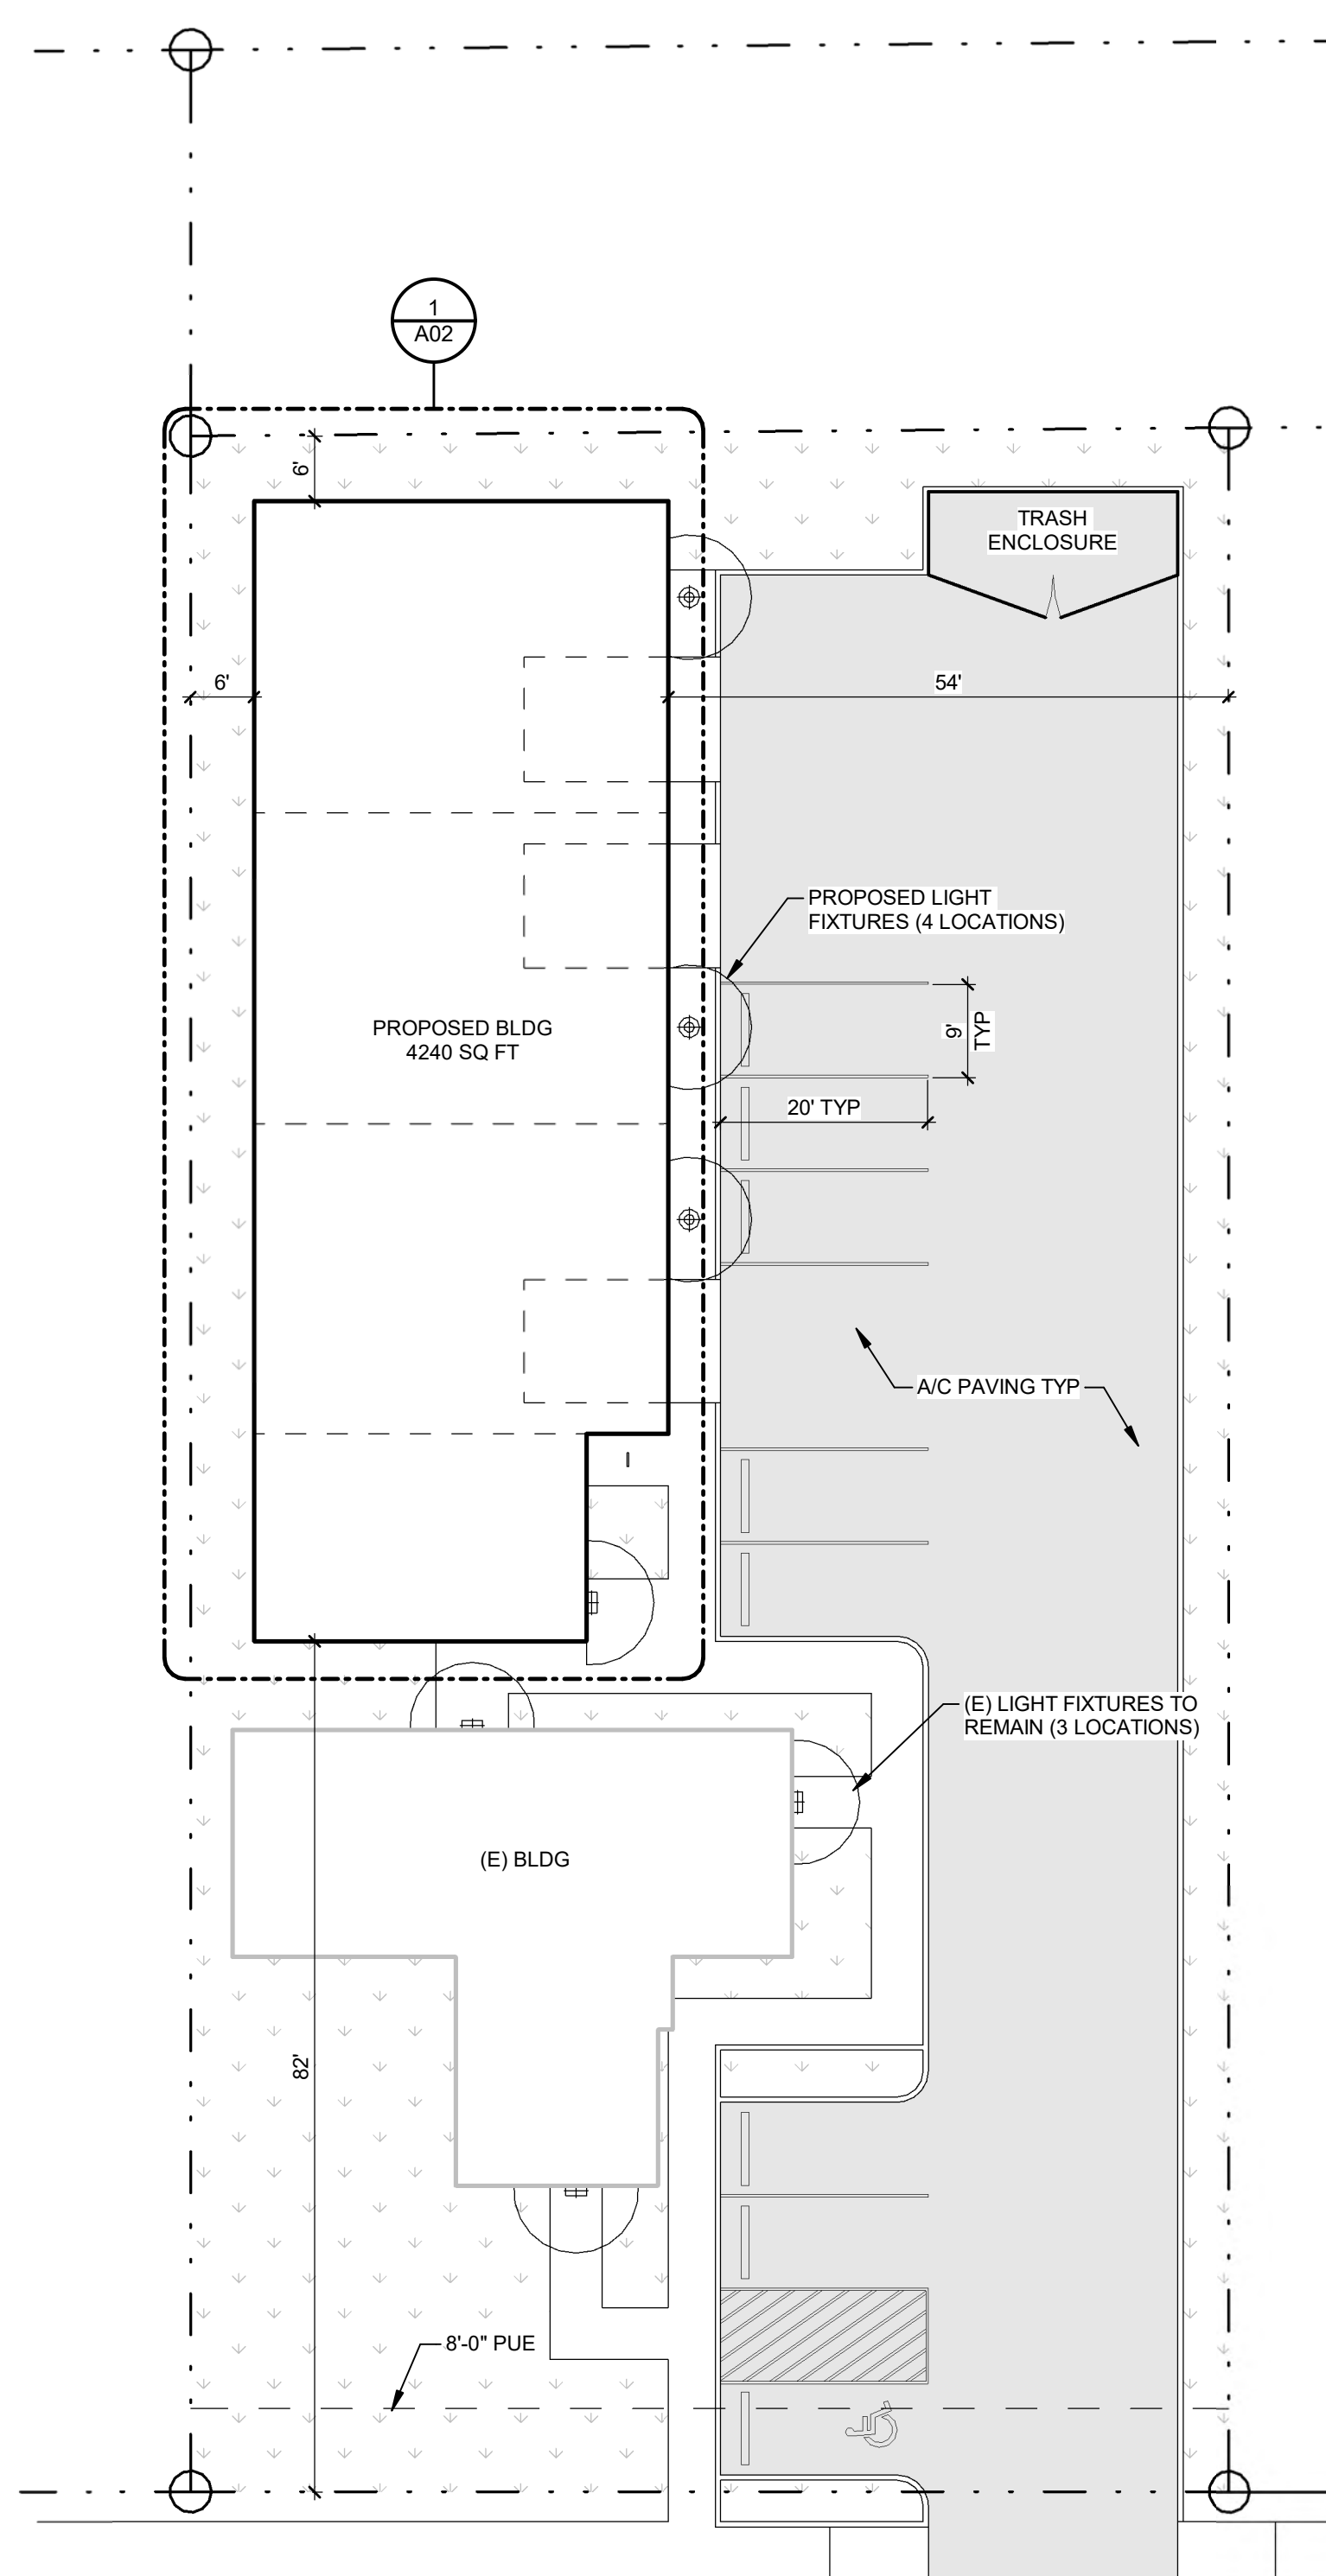 1
A02
6'
TRASH
ENCLOSURE
6'
54'
PROPOSED LIGHT
FIXTURES (4 LOCATIONS)
PROPOSED BLDG
4240 SQ FT
9'
TYP
20' TYP
A/C PAVING TYP
(E) LIGHT FIXTURES TO
REMAIN (3 LOCATIONS)
(E) BLDG
82'
8'-0" PUE